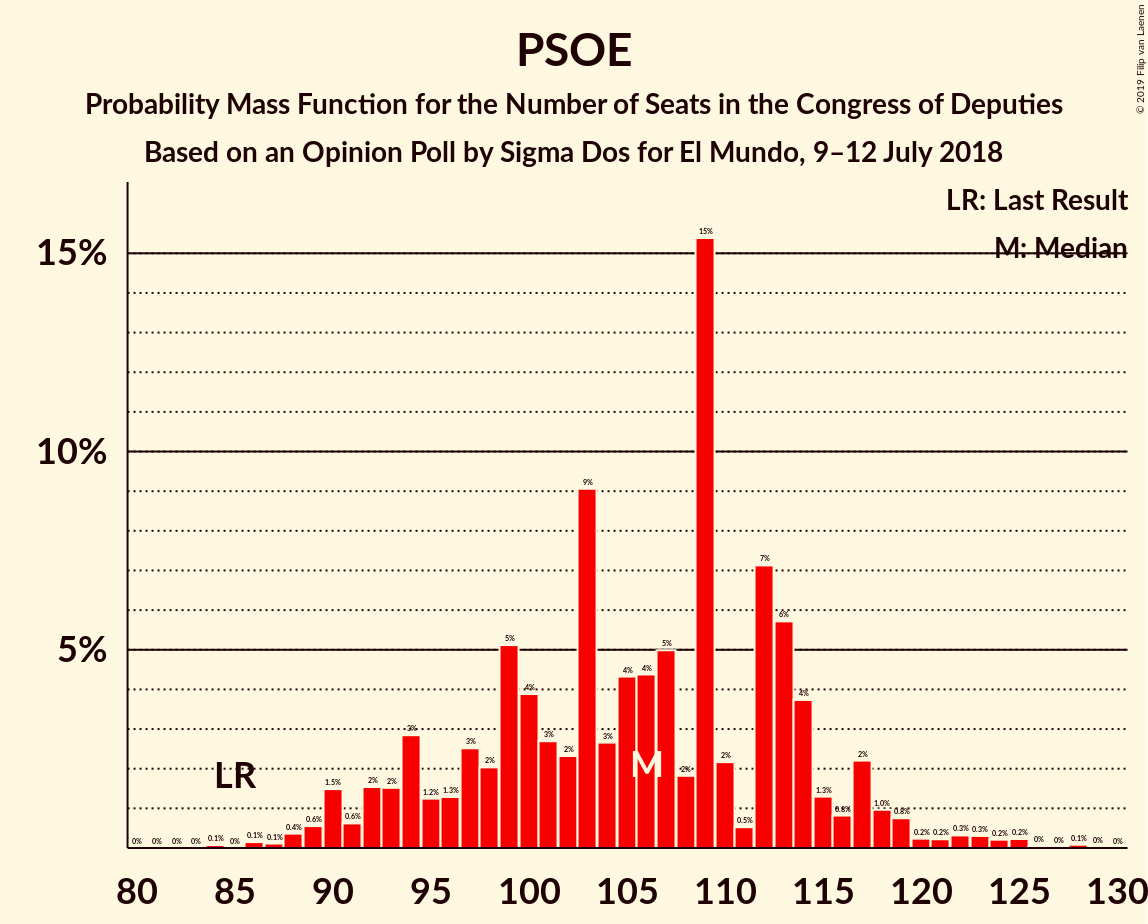 PSOE
Probability Mass Function for the Number of Seats in the Congress of Deputies
Based on an Opinion Poll by Sigma Dos for El Mundo, 9–12 July 2018
© 2019 Filip van Laenen
LR: Last Result
M: Median
15%
10%
5%
0% 0% 0% 0% 0.1% 0% 0.1% 0.1% 0.4% 0.6% 1.5% 0.6% 2% 2% 3% 1.2% 1.3% 3% 2% 5% 4% 3% 2% 9% 3% 4% 4% 5% 2% 15% 2% 0.5% 7% 6% 4% 1.3% 0.8% 2% 1.0% 0.8% 0.2% 0.2% 0.3% 0.3% 0.2% 0.2% 0% 0% 0.1% 0% 0%
LR
M
80 85 90 95 100 105 110 115 120 125 130